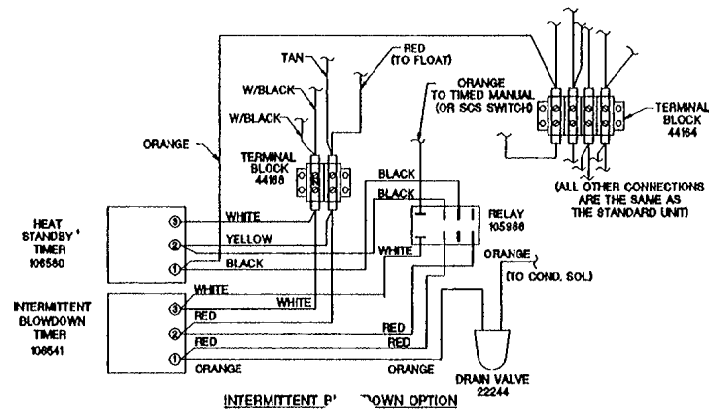 TAN
RED
(TO FLOAT)
W/BLACK
ORANGE
TO TIMED MANUAL
(OR SCS SWITCH)
W/BLACK
TERMINAL
BLOCK
44164
ORANGE
TERMINAL
BLOCK
44168
BLACK
BLACK
(ALL OTHER CONNECTIONS
ARE THE SAME AS
THE STANDARD UNIT)
HEAT
STANDBY
TIMER
106580
3
WHITE
2
YELLOW
1
BLACK
RELAY
105988
WHITE
ORANGE
(TO COND. SOL)
WHITE
INTERMITTENT
BLOWDOWN
TIMER
106541
3
WHITE
RED
2
RED
RED
RED
1
ORANGE
ORANGE
DRAIN VALVE
22244
INTERMITTENT
OPTION